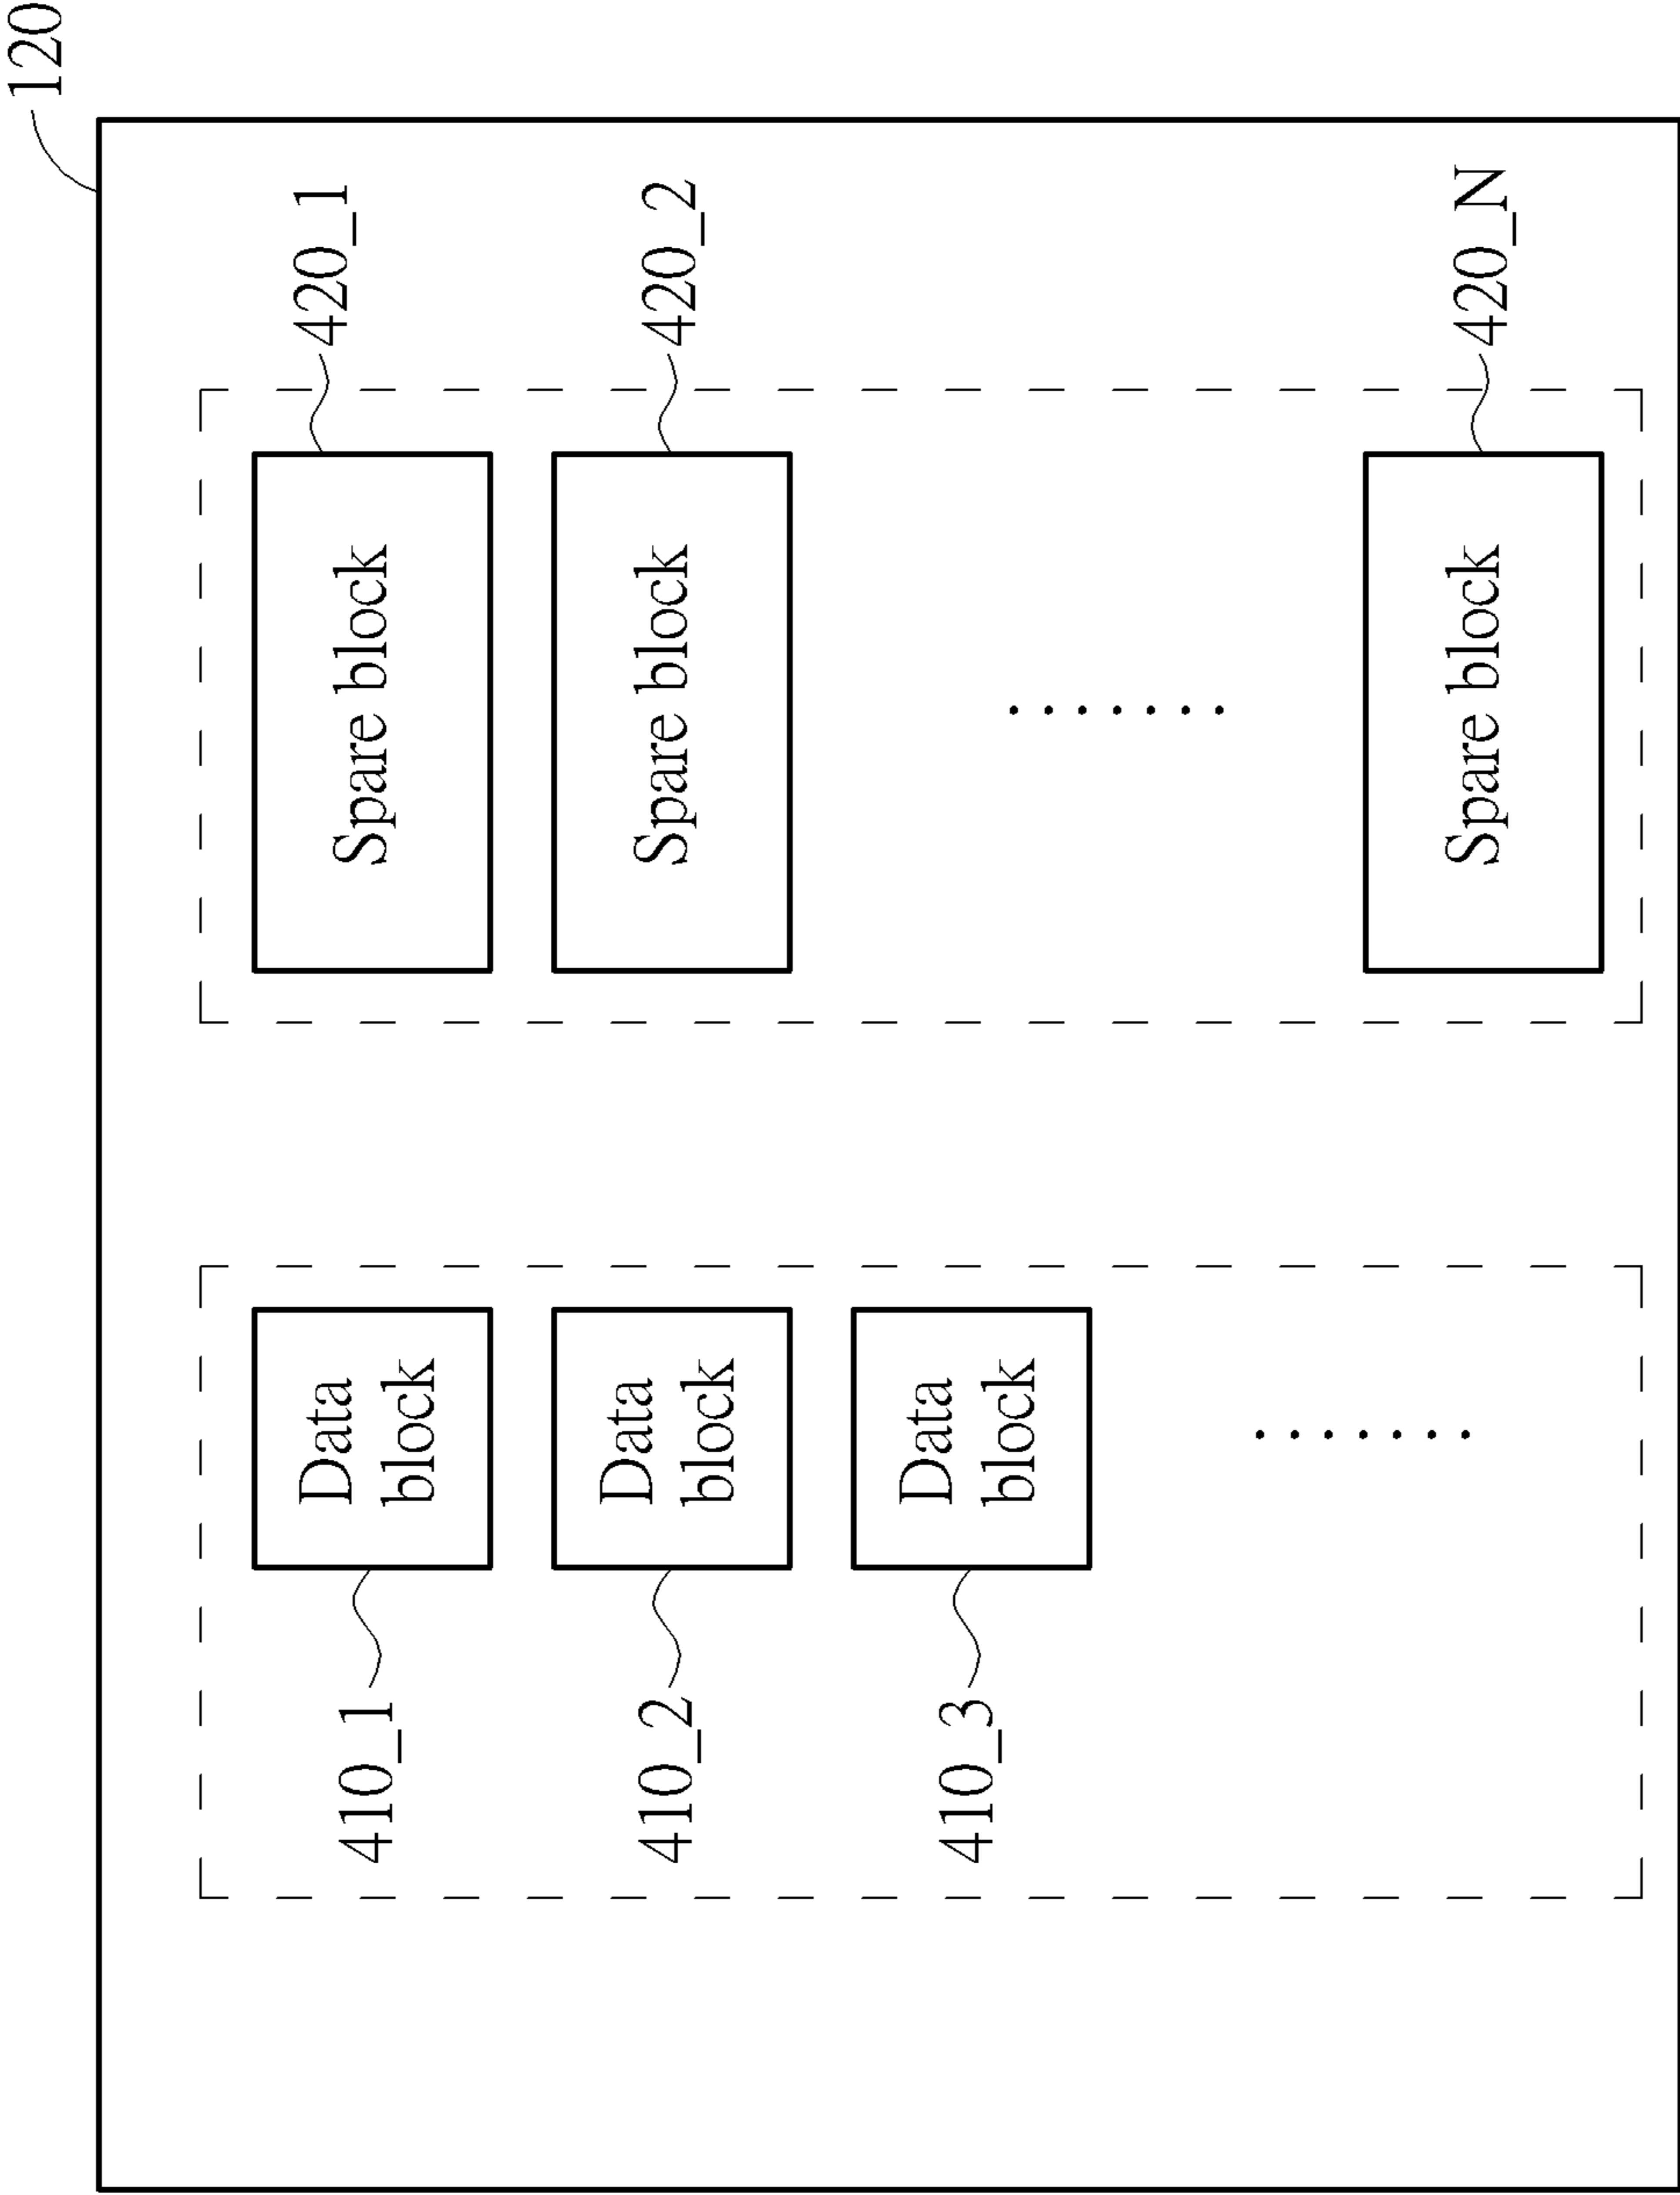 120
410_1
Data
block
Spare block
420_1
410_2
Data
block
Spare block
420_2
410_3
Data
block
Spare block
420_N